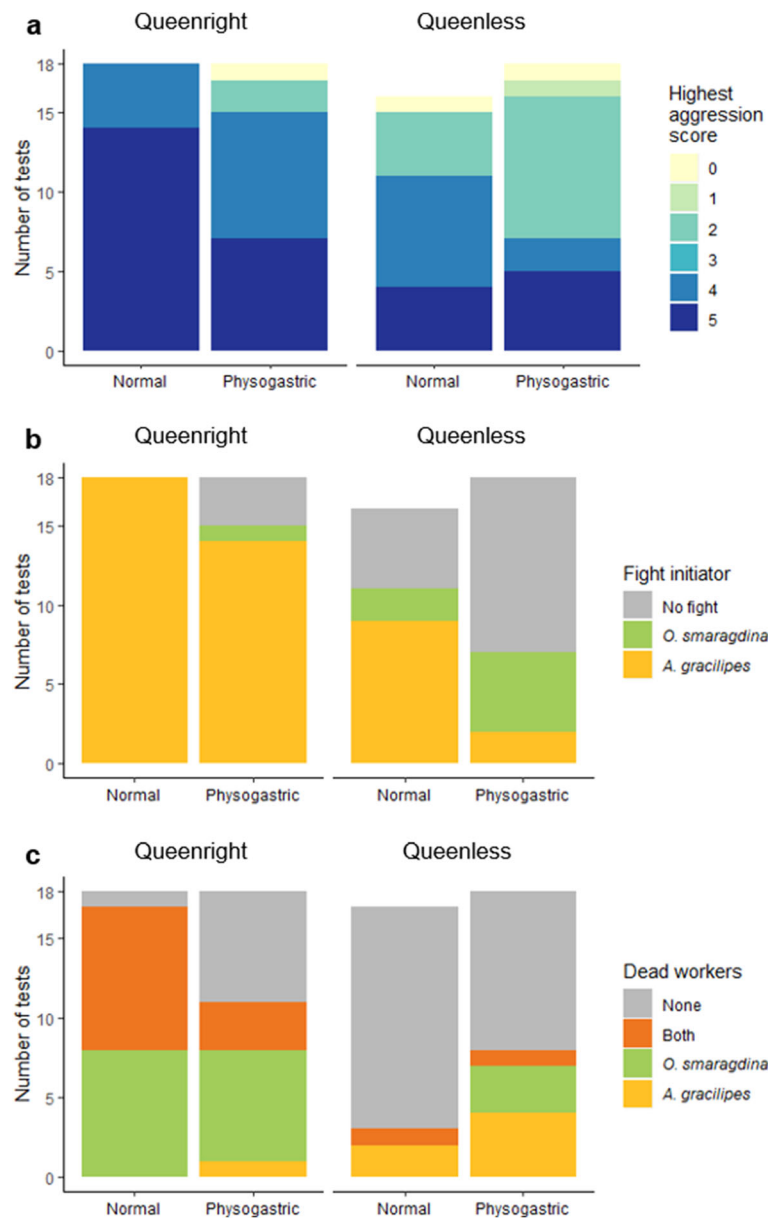 a
Queenright
Queenless
Number of tests
18
15
10
5
0
Normal
Physogastric
Normal
Physogastric
Highest
aggression
score
0
1
2
3
4
5
b
Queenright
Queenless
Number of tests
18
15
10
5
0
Normal
Physogastric
Normal
Physogastric
Fight initiator
No fight
O. smaragdina
A. gracilipes
c
Queenright
Queenless
Number of tests
18
15
10
5
0
Normal
Physogastric
Normal
Physogastric
Dead workers
None
Both
O. smaragdina
A. gracilipes